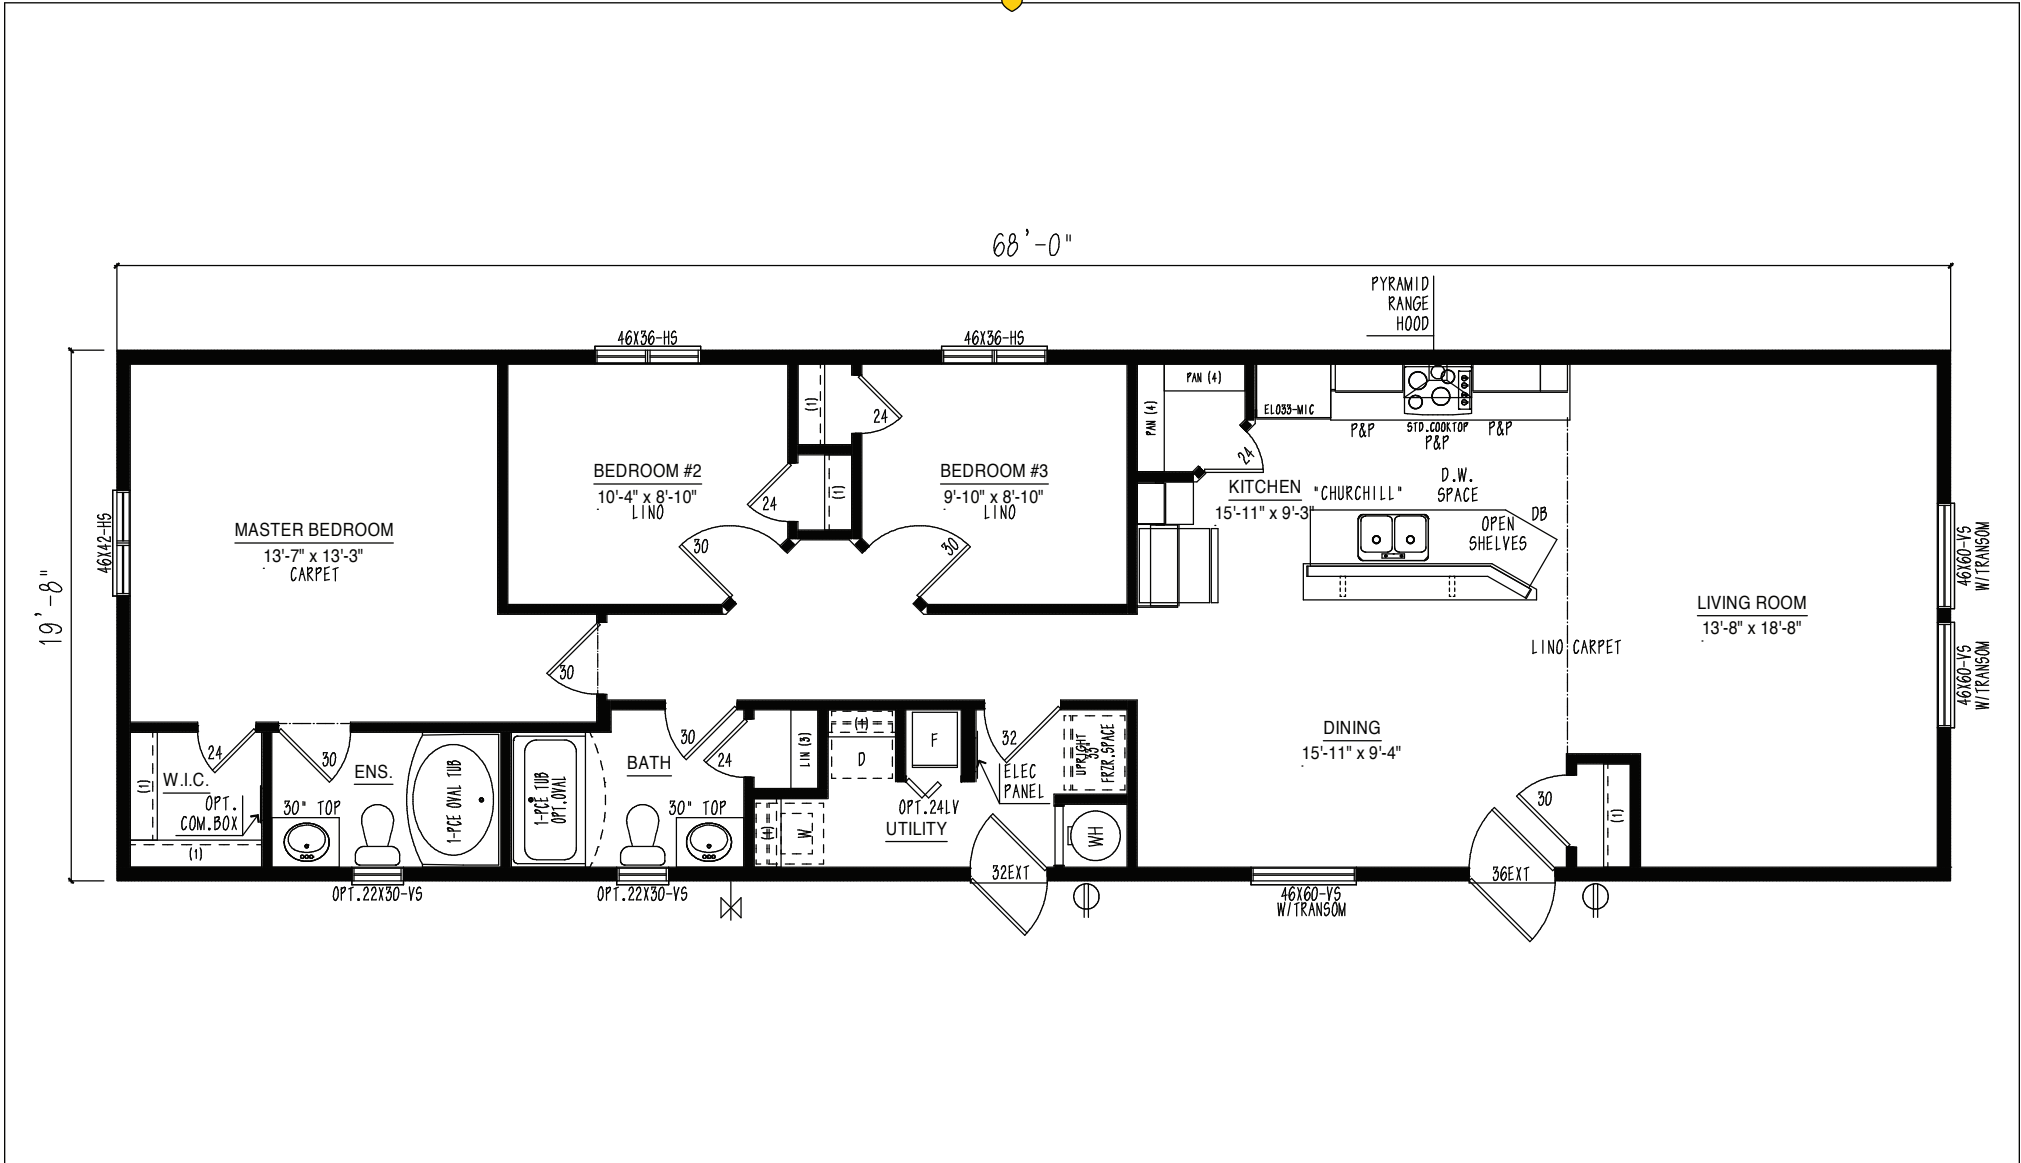 68'-0"
PYRAMID
RANGE
HOOD
46X36-HS
46X36-HS
19'-8"
46X42-HS
MASTER BEDROOM
13'-7" x 13'-3"
CARPET
BEDROOM #2
10'-4" x 8'-10"
LINO
(1)
24
24
(1)
30
BEDROOM #3
9'-10" x 8'-10"
LINO
30
PAN (4)
PAN (4)
24
EL033-MIC
P&P
STD.COOKTOP
P&P
P&P
KITCHEN
15'-11" x 9'-3"
"CHURCHILL"
D.W.
SPACE
DB
OPEN
SHELVES
LIVING ROOM
13'-8" x 18'-8"
LINO CARPET
46X60-VS
W/TRANSOM
46X60-VS
W/TRANSOM
30
DINING
15'-11" x 9'-4"
24
W.I.C.
(1)
OPT.
COM.BOX
(1)
30
ENS.
30" TOP
1-PCE OVAL TUB
1-PCE TUB
OPT.OVAL
BATH
30
24
30" TOP
LIN (3)
(1)
D
(1)
W
F
OPT.24LV
UTILITY
32
ELEC
PANEL
UPRIGHT
33"
FRZR.SPACE
WH
32EXT
30
(1)
36EXT
OPT.22X30-VS
OPT.22X30-VS
46X60-VS
W/TRANSOM